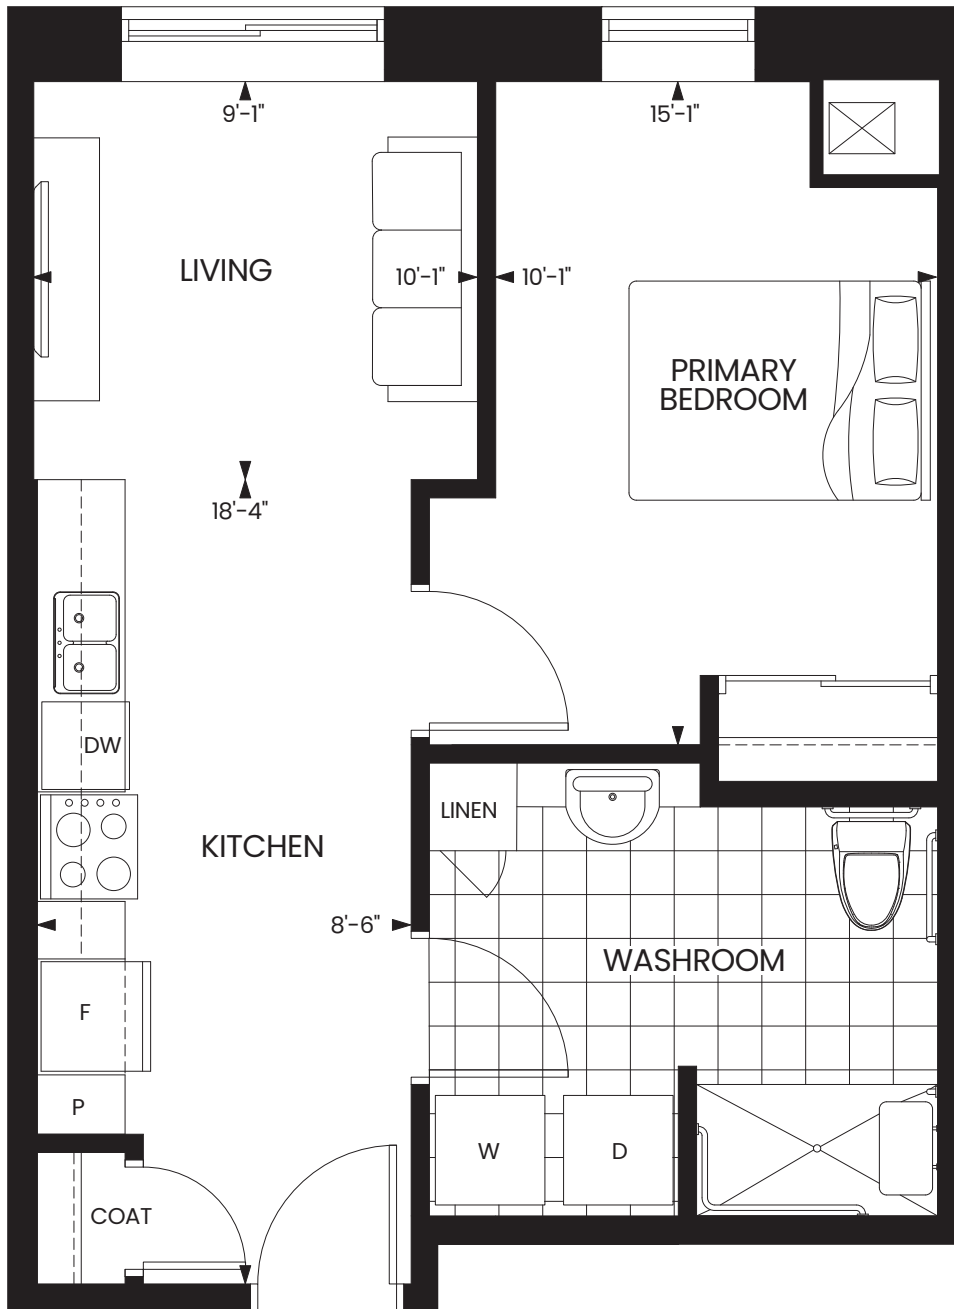 9'-1"
15'-1"
LIVING
10'-1"
10'-1"
PRIMARY
BEDROOM
18'-4"
DW
LINEN
KITCHEN
8'-6"
WASHROOM
F
P
W
D
COAT